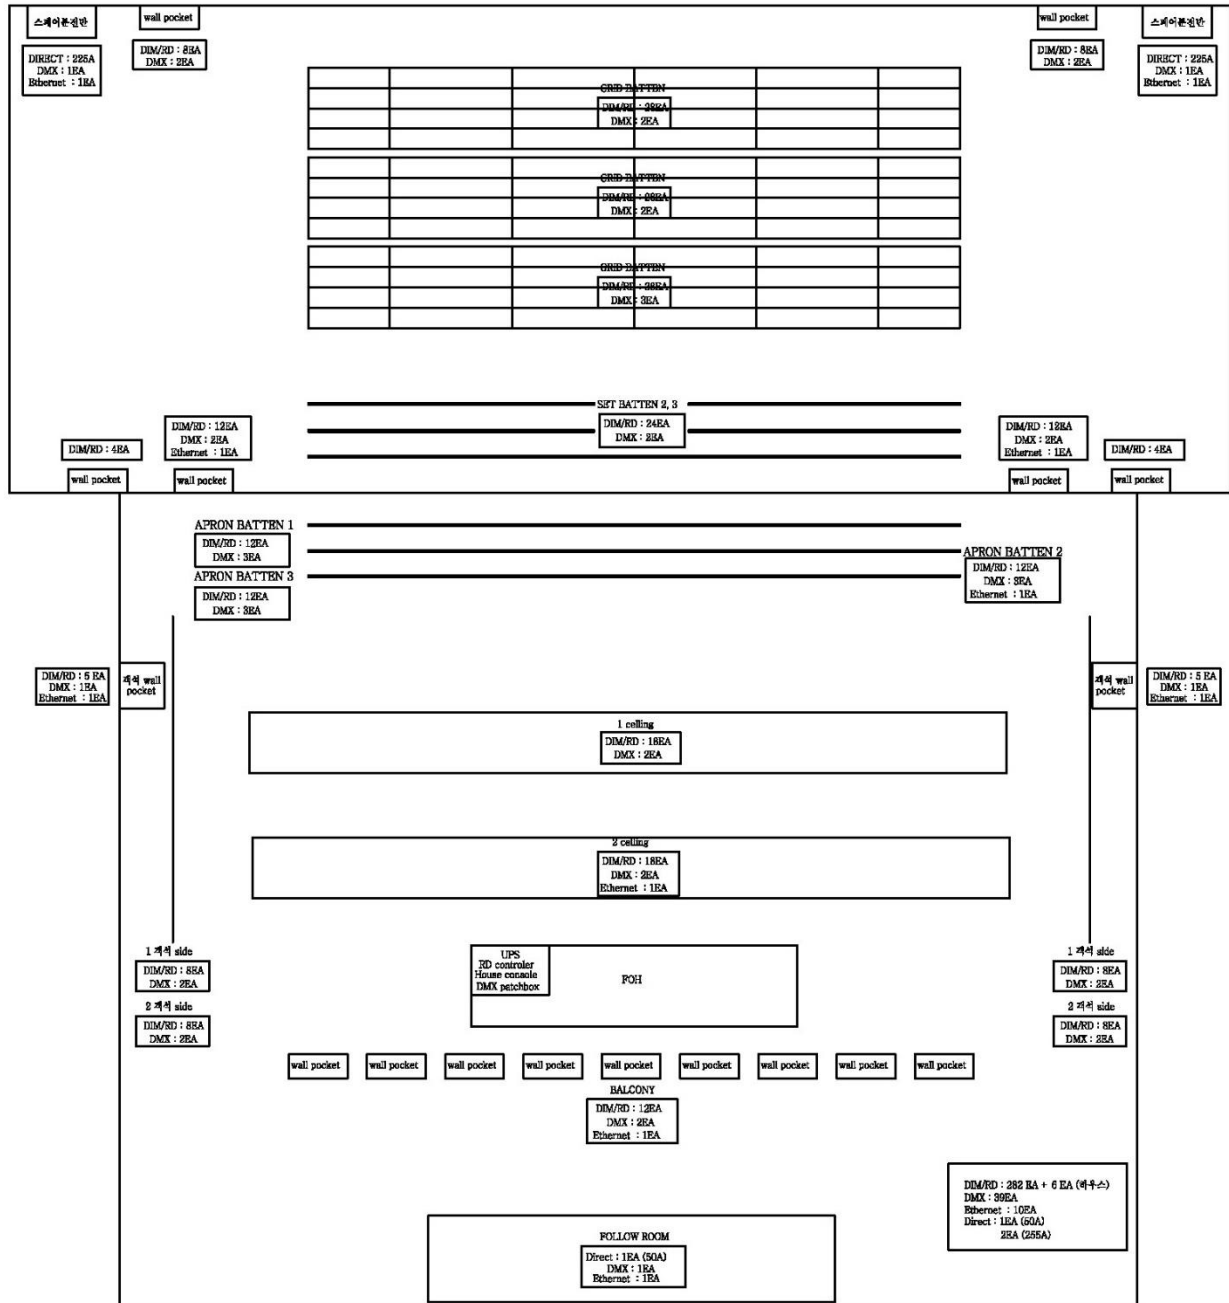 스페어분전반
wall pocket
wall pocket
스페어분전반
DIRECT : 225A
DMX : 1EA
Ethernet : 1EA
DIM/RD : 8EA
DMX : 2EA
DIM/RD : 8EA
DMX : 2EA
DIRECT : 225A
DMX : 1EA
Ethernet : 1EA
GRID BATTEN
DIM/RD : 28EA
DMX : 2EA
GRID BATTEN
DIM/RD : 28EA
DMX : 2EA
GRID BATTEN
DIM/RD : 28EA
DMX : 3EA
SET BATTEN 2, 3
DIM/RD : 24EA
DMX : 2EA
DIM/RD : 4EA
DIM/RD : 12EA
DMX : 2EA
Ethernet : 1EA
DIM/RD : 12EA
DMX : 2EA
Ethernet : 1EA
DIM/RD : 4EA
wall pocket
wall pocket
wall pocket
wall pocket
APRON BATTEN 1
DIM/RD : 12EA
DMX : 3EA
APRON BATTEN 2
DIM/RD : 12EA
DMX : 3EA
Ethernet : 1EA
APRON BATTEN 3
DIM/RD : 12EA
DMX : 3EA
DIM/RD : 5 EA
DMX : 1EA
Ethernet : 1EA
객석 wall
pocket
객석 wall
pocket
DIM/RD : 5 EA
DMX : 1EA
Ethernet : 1EA
1 celling
DIM/RD : 18EA
DMX : 2EA
2 celling
DIM/RD : 18EA
DMX : 2EA
Ethernet : 1EA
1 객석 side
DIM/RD : 8EA
DMX : 2EA
2 객석 side
DIM/RD : 8EA
DMX : 2EA
UPS
RD controler
House console
DMX patchbox
FOH
1 객석 side
DIM/RD : 8EA
DMX : 2EA
2 객석 side
DIM/RD : 8EA
DMX : 2EA
wall pocket
wall pocket
wall pocket
wall pocket
wall pocket
wall pocket
wall pocket
wall pocket
wall pocket
BALCONY
DIM/RD : 12EA
DMX : 2EA
Ethernet : 1EA
DIM/RD : 282 EA + 6 EA (하우스)
DMX : 39EA
Ethernet : 10EA
Direct : 1EA (50A)
2EA (255A)
FOLLOW ROOM
Direct : 1EA (50A)
DMX : 1EA
Ethernet : 1EA